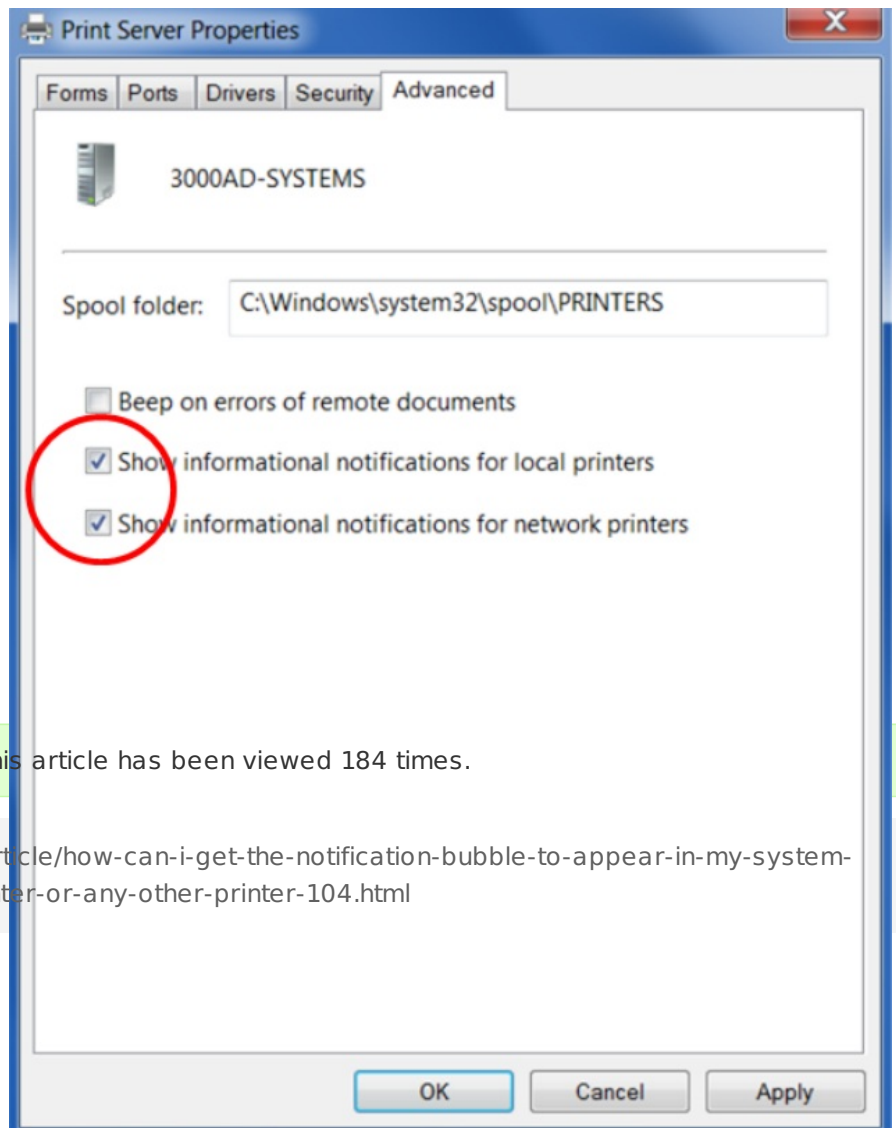 Print Server Properties
Forms Ports Drivers Security Advanced
3000AD-SYSTEMS
Spool folder: C:\Windows\system32\spool\PRINTERS
Beep on errors of remote documents
Show informational notifications for local printers
Show informational notifications for network printers
his article has been viewed 184 times.
rticle/how-can-i-get-the-notification-bubble-to-appear-in-my-system-
ter-or-any-other-printer-104.html
OK Cancel Apply